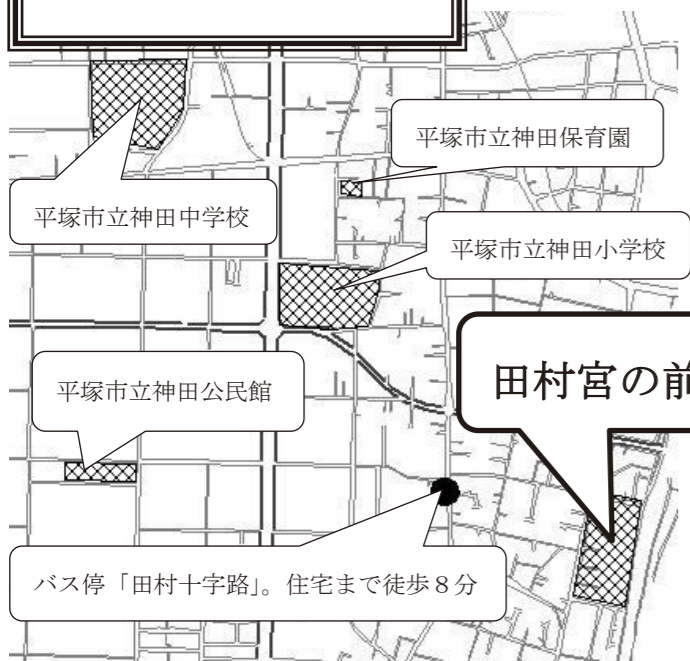 平塚市立神田保育園
平塚市立神田中学校
平塚市立神田小学校
田村宮の前
平塚市立神田公民館
バス停「田村十字路」。住宅まで徒歩８分